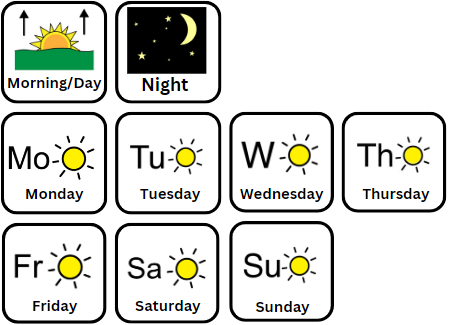 Morning/Day
Night
Mo
Monday
Tu
Tuesday
W
Wednesday
Th
Thursday
Fr
Friday
Sa
Saturday
Su
Sunday